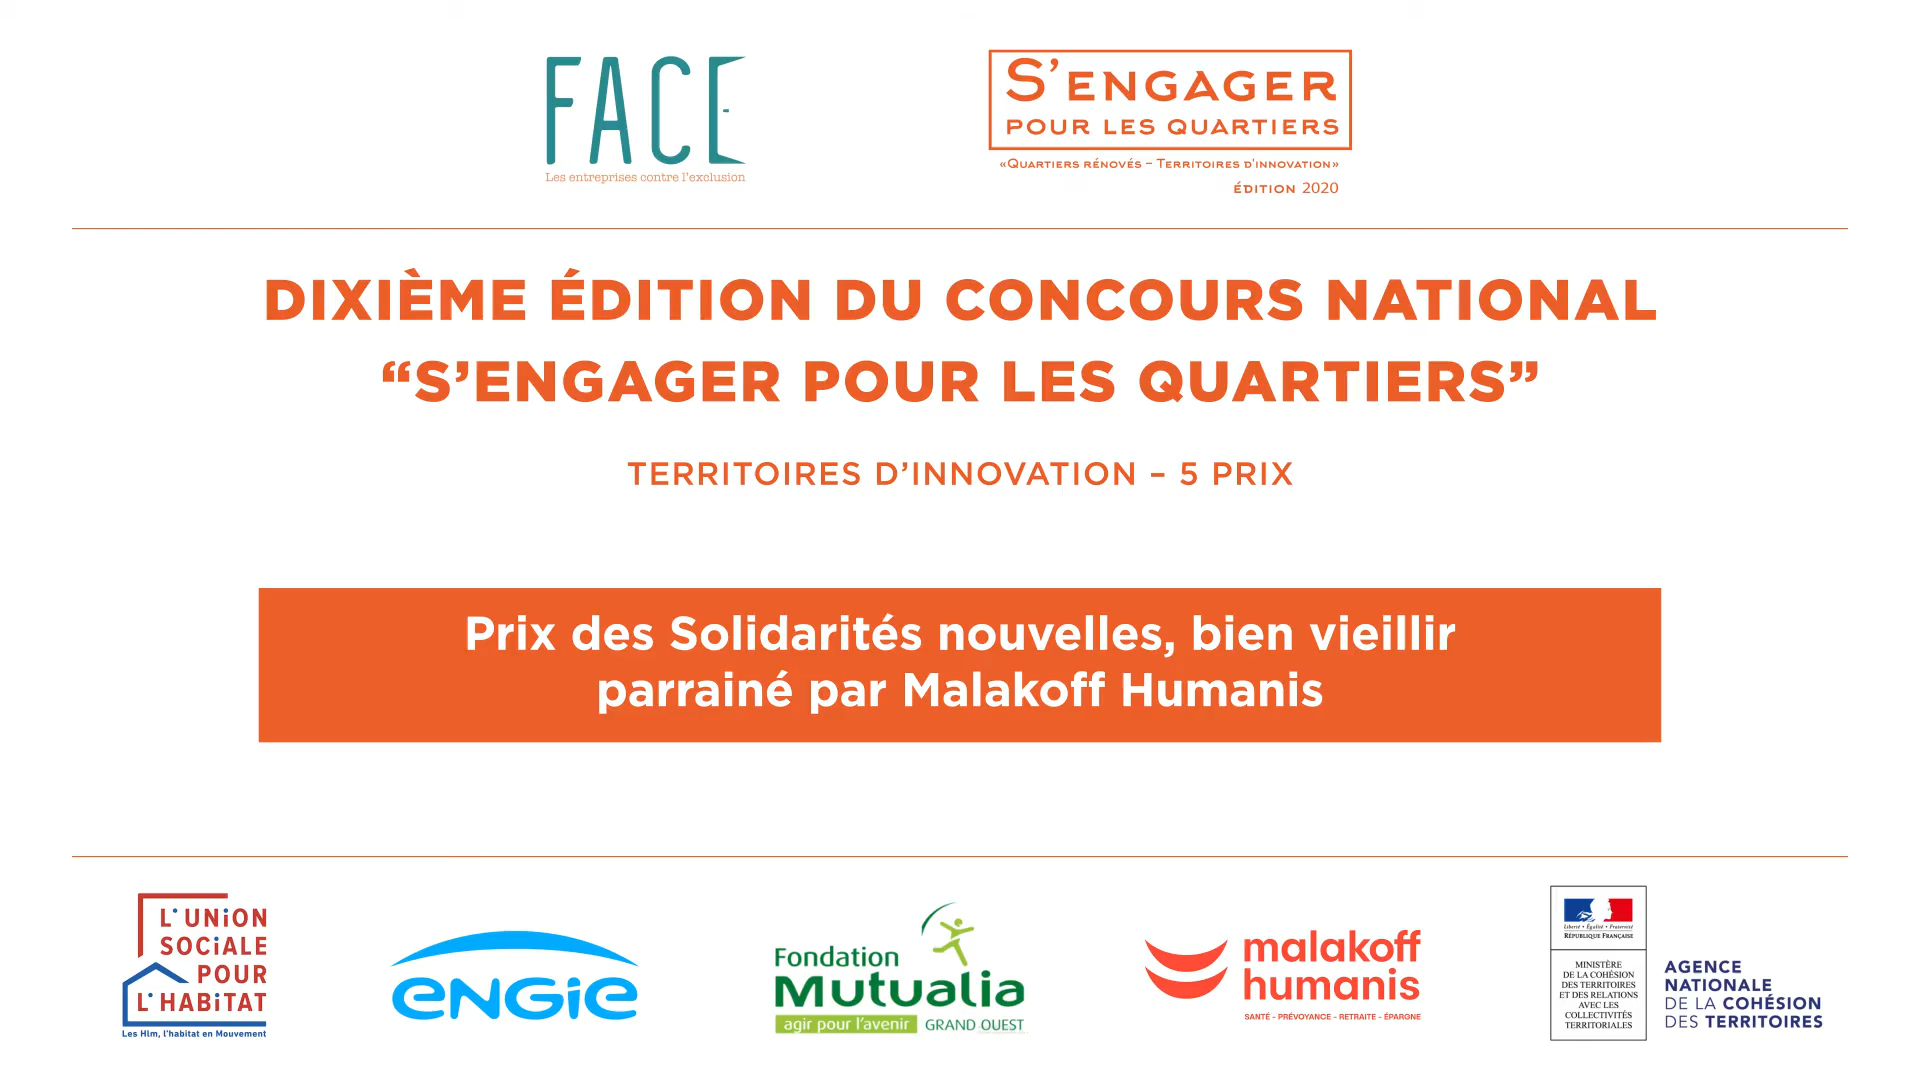 FACE
Les entreprises contre l'exclusion
S'ENGAGER
POUR LES QUARTIERS
«QUARTIERS RÉNOVÉS – TERRITOIRES D'INNOVATION»
ÉDITION 2020
DIXIÈME ÉDITION DU CONCOURS NATIONAL
“S’ENGAGER POUR LES QUARTIERS”
TERRITOIRES D’INNOVATION – 5 PRIX
Prix des Solidarités nouvelles, bien vieillir
parrainé par Malakoff Humanis
L'UNiON
SOCiALE
POUR
L'HABiTAT
Les Hlm, l'habitat en Mouvement
ENGiE
Fondation
Mutualia
agir pour l'avenir GRAND OUEST
malakoff
humanis
SANTÉ - PRÉVOYANCE - RETRAITE - ÉPARGNE
Liberté • Égalité • Fraternité
RÉPUBLIQUE FRANÇAISE
MINISTÈRE
DE LA COHÉSION
DES TERRITOIRES
ET DES RELATIONS
AVEC LES
COLLECTIVITÉS
TERRITORIALES
AGENCE
NATIONALE
DE LA COHÉSION
DES TERRITOIRES